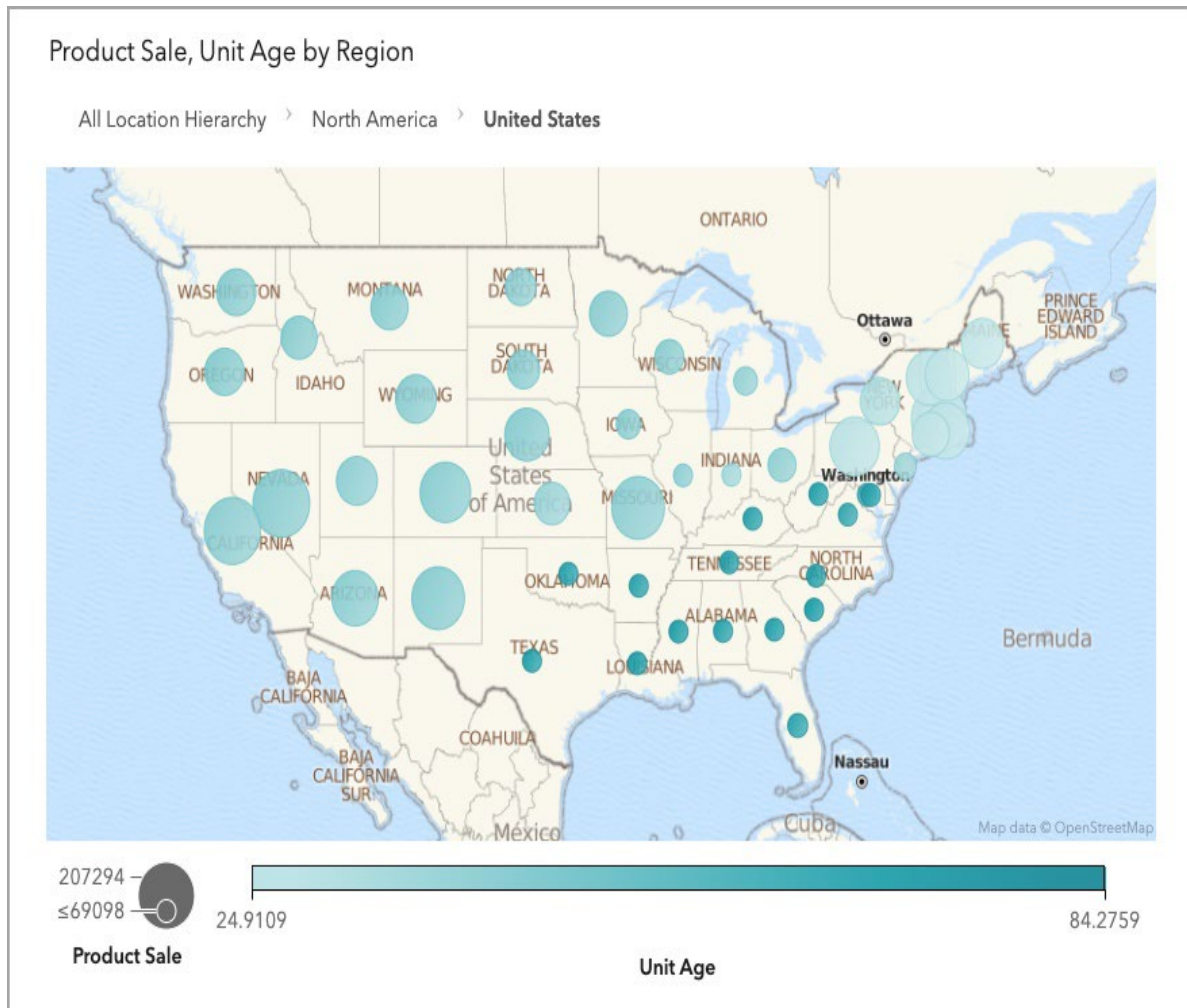 Product Sale, Unit Age by Region
All Location Hierarchy > North America > United States
ONTARIO
WASHINGTON
MONTANA
NORTH
DAKOTA
Ottawa
MAINE
PRINCE
EDWARD
ISLAND
OREGON
IDAHO
WYOMING
SOUTH
DAKOTA
WISCONSIN
NEW
YORK
IOWA
United
States
of America
NEVADA
INDIANA
Washington
MISSOURI
CALIFORNIA
ARIZONA
OKLAHOMA
TENNESSEE
NORTH
CAROLINA
ALABAMA
TEXAS
LOUISIANA
Bermuda
BAJA
CALIFORNIA
COAHUILA
BAJA
CALIFORNIA
SUR
Nassau
México
Cuba
Map data © OpenStreetMap
207294
≤69098
Product Sale
24.9109
84.2759
Unit Age